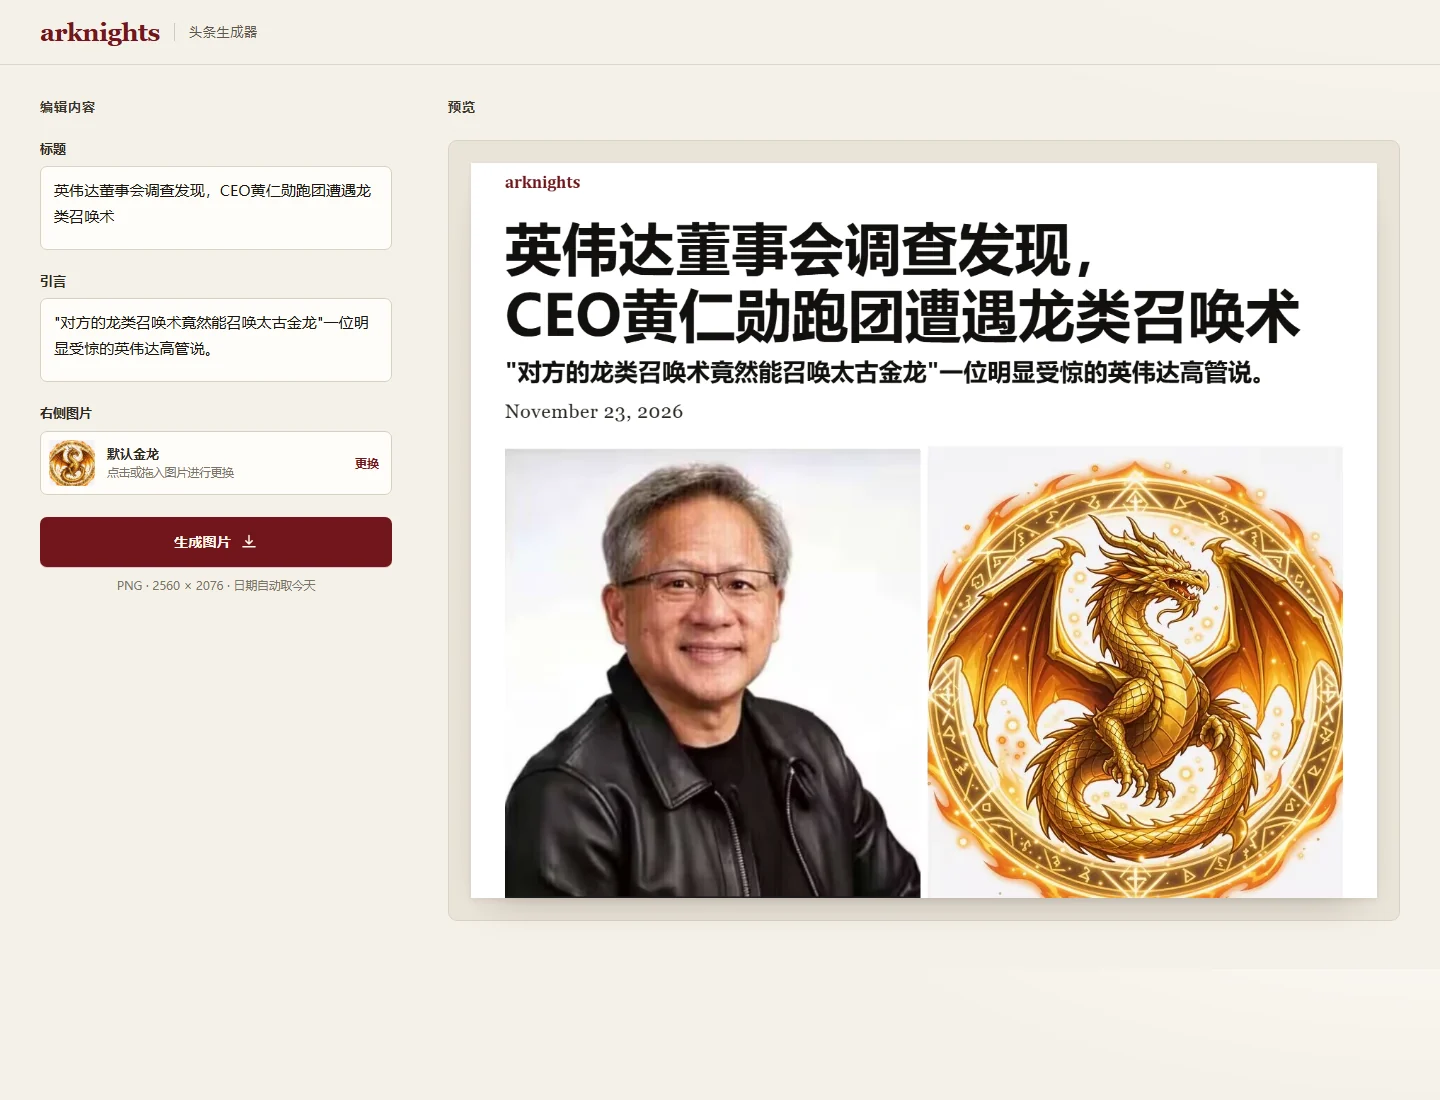 arknights
头条生成器
编辑内容
标题
英伟达董事会调查发现，CEO黄仁勋跑团遭遇龙
类召唤术
引言
"对方的龙类召唤术竟然能召唤太古金龙"一位明
显受惊的英伟达高管说。
右侧图片
默认金龙
点击或拖入图片进行更换
更换
生成图片
PNG · 2560 × 2076 · 日期自动取今天
预览
arknights
英伟达董事会调查发现，
CEO黄仁勋跑团遭遇龙类召唤术
"对方的龙类召唤术竟然能召唤太古金龙"一位明显受惊的英伟达高管说。
November 23, 2026